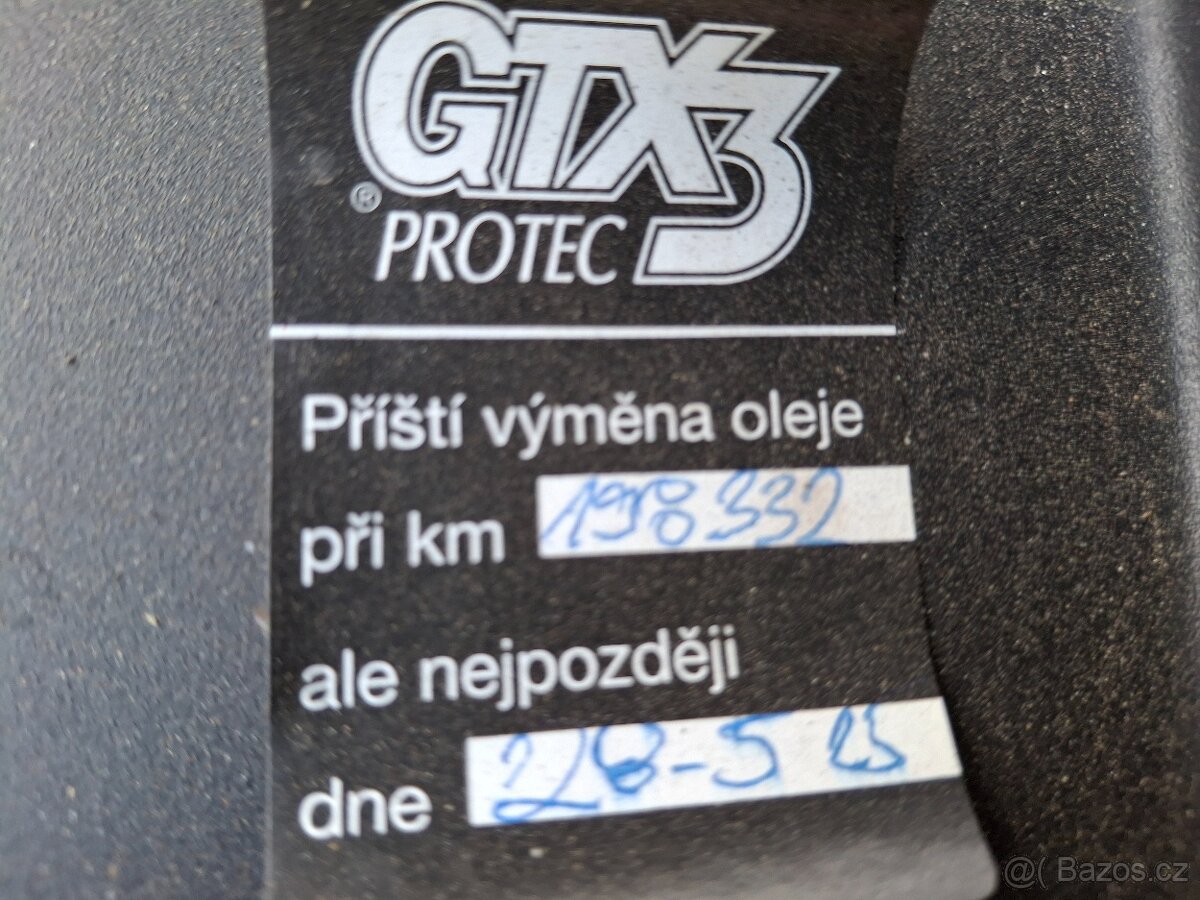 GTX3
® PROTEC
Příští výměna oleje
při km 198332
ale nejpozději
dne 28-5 25
@( Bazos.cz